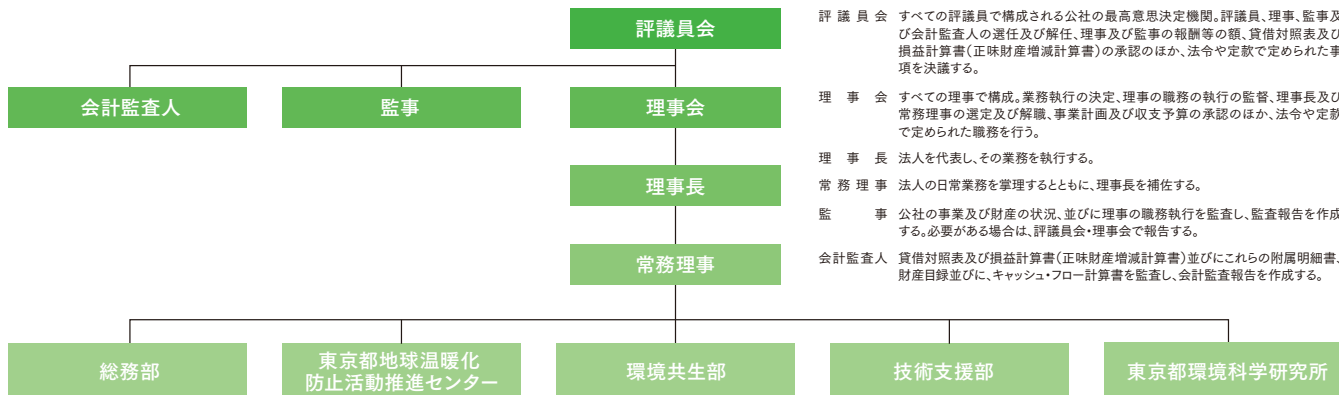 評議員会
会計監査人
監事
理事会
理事長
常務理事
総務部
東京都地球温暖化
防止活動推進センター
環境共生部
技術支援部
東京都環境科学研究所
評議員会 すべての評議員で構成される公社の最高意思決定機関。評議員、理事、監事及
び会計監査人の選任及び解任、理事及び監事の報酬等の額、貸借対照表及び
損益計算書(正味財産増減計算書)の承認のほか、法令や定款で定められた事
項を決議する。
理事会 すべての理事で構成。業務執行の決定、理事の職務の執行の監督、理事長及び
常務理事の選定及び解職、事業計画及び収支予算の承認のほか、法令や定款
で定められた職務を行う。
理事長 法人を代表し、その業務を執行する。
常務理事 法人の日常業務を掌理するとともに、理事長を補佐する。
監事 公社の事業及び財産の状況、並びに理事の職務執行を監査し、監査報告を作成
する。必要がある場合は、評議員会・理事会で報告する。
会計監査人 貸借対照表及び損益計算書(正味財産増減計算書)並びにこれらの附属明細書、
財産目録並びに、キャッシュ・フロー計算書を監査し、会計監査報告を作成する。